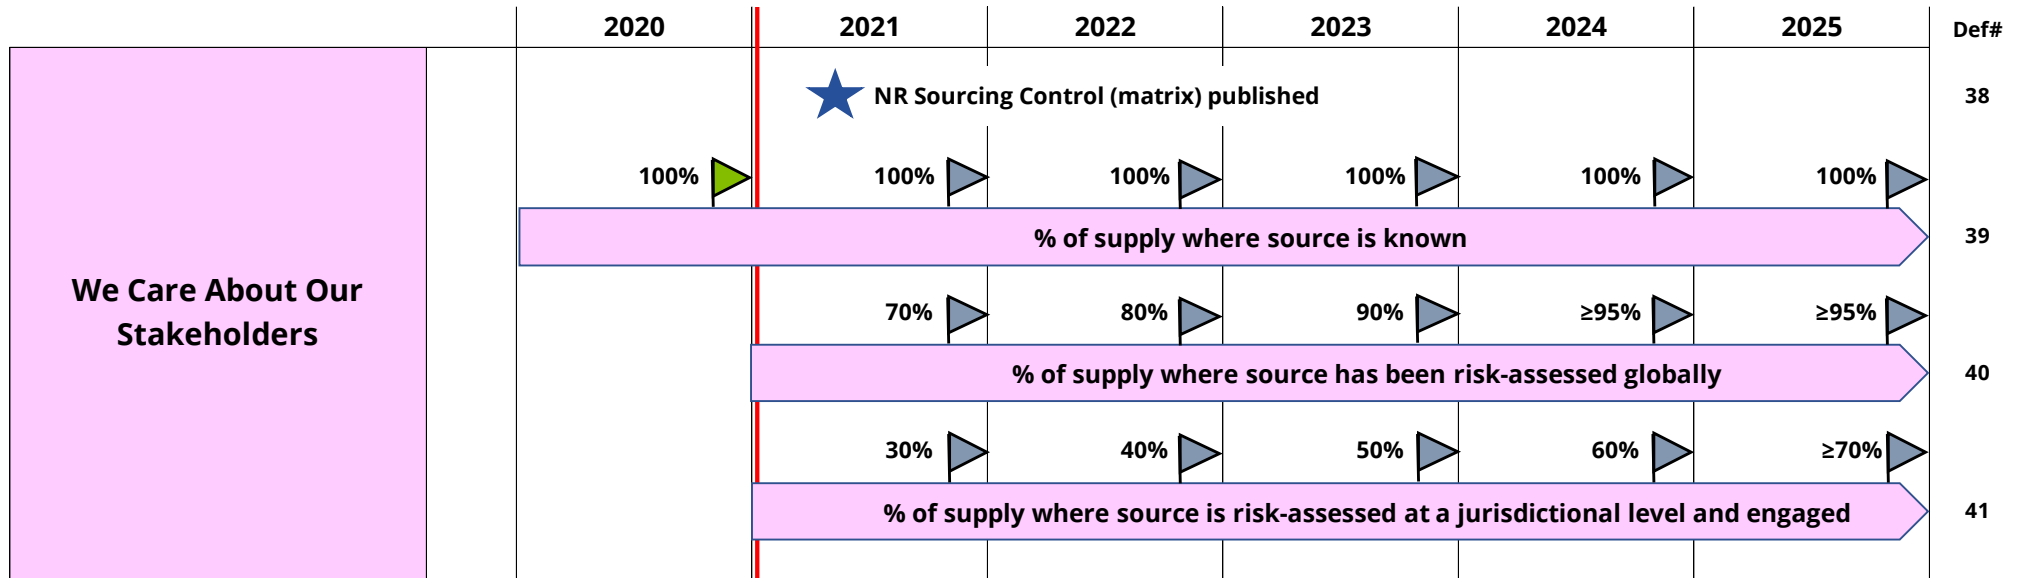 2020 2021 2022 2023 2024 2025 Def#
NR Sourcing Control (matrix) published 38
100% 100% 100% 100% 100% 100%
% of supply where source is known 39
We Care About Our
Stakeholders
70% 80% 90% ≥95% ≥95%
% of supply where source has been risk-assessed globally 40
30% 40% 50% 60% ≥70%
% of supply where source is risk-assessed at a jurisdictional level and engaged 41